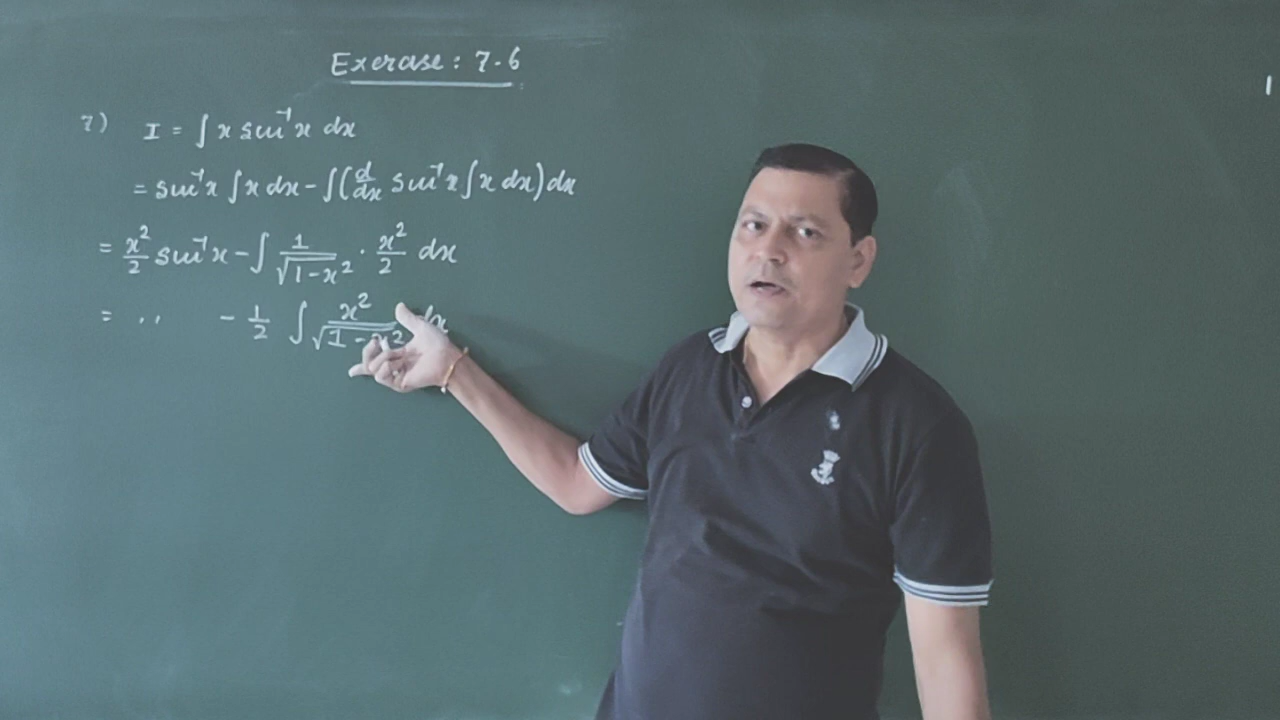 Exercise : 7.6
7) I = ∫ x sin⁻¹x dx
= sin⁻¹x ∫ x dx - ∫ ( d/dx sin⁻¹x ∫ x dx ) dx
= x²/2 sin⁻¹x - ∫ 1/√(1-x²) · x²/2 dx
= ,, - 1/2 ∫ x²/√(1-x²) dx